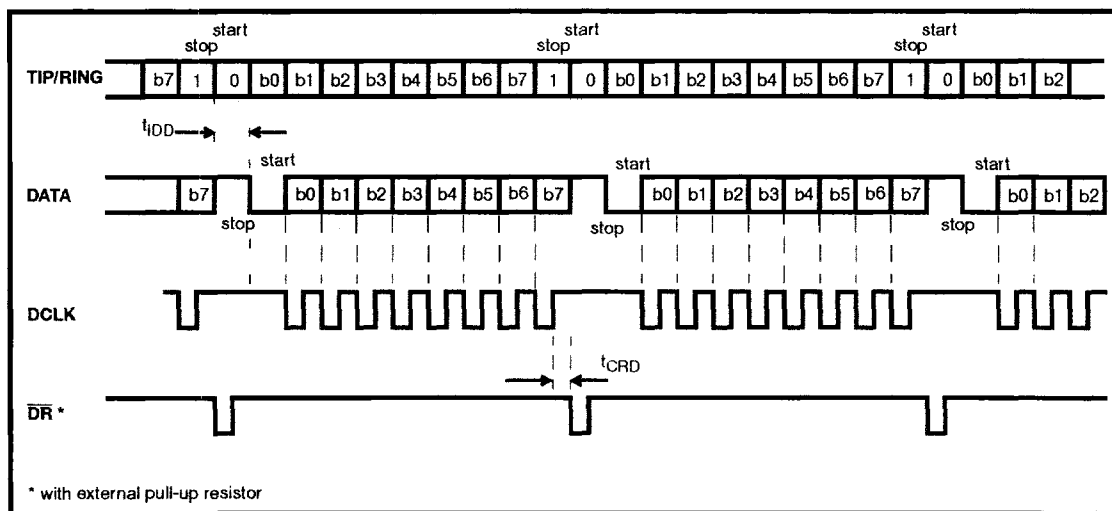 start start start
stop stop stop
TIP/RING b7 1 0 b0 b1 b2 b3 b4 b5 b6 b7 1 0 b0 b1 b2 b3 b4 b5 b6 b7 1 0 b0 b1 b2
tIDD
start start start
DATA b7 b0 b1 b2 b3 b4 b5 b6 b7 b0 b1 b2 b3 b4 b5 b6 b7 b0 b1 b2
stop stop stop
DCLK
tCRD
DR *
* with external pull-up resistor